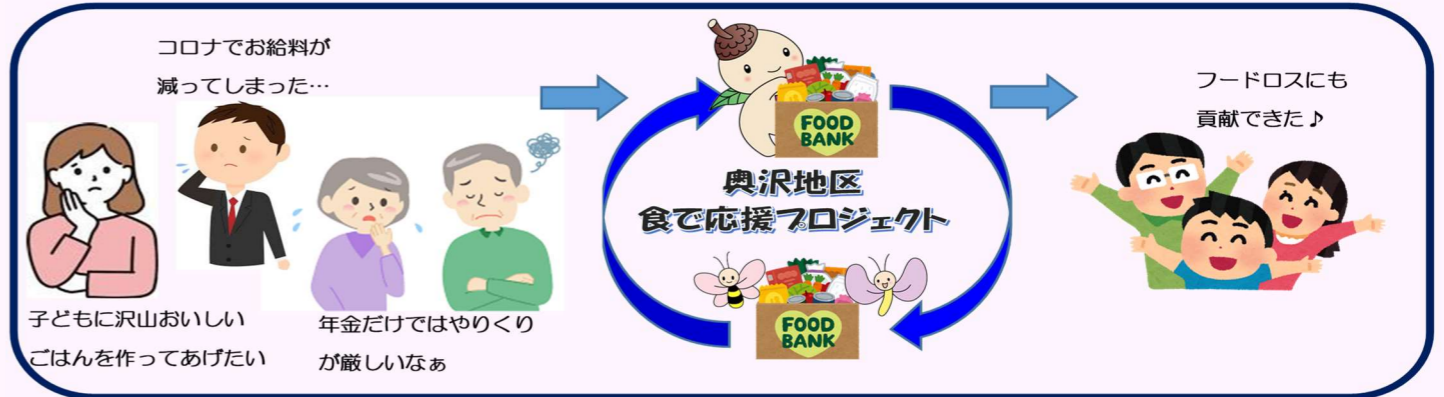 コロナでお給料が
減ってしまった…
子どもに沢山おいしい
ごはんを作ってあげたい
年金だけではやりくり
が厳しいなぁ
FOOD
BANK
奥沢地区
食で応援プロジェクト
FOOD
BANK
フードロスにも
貢献できた♪